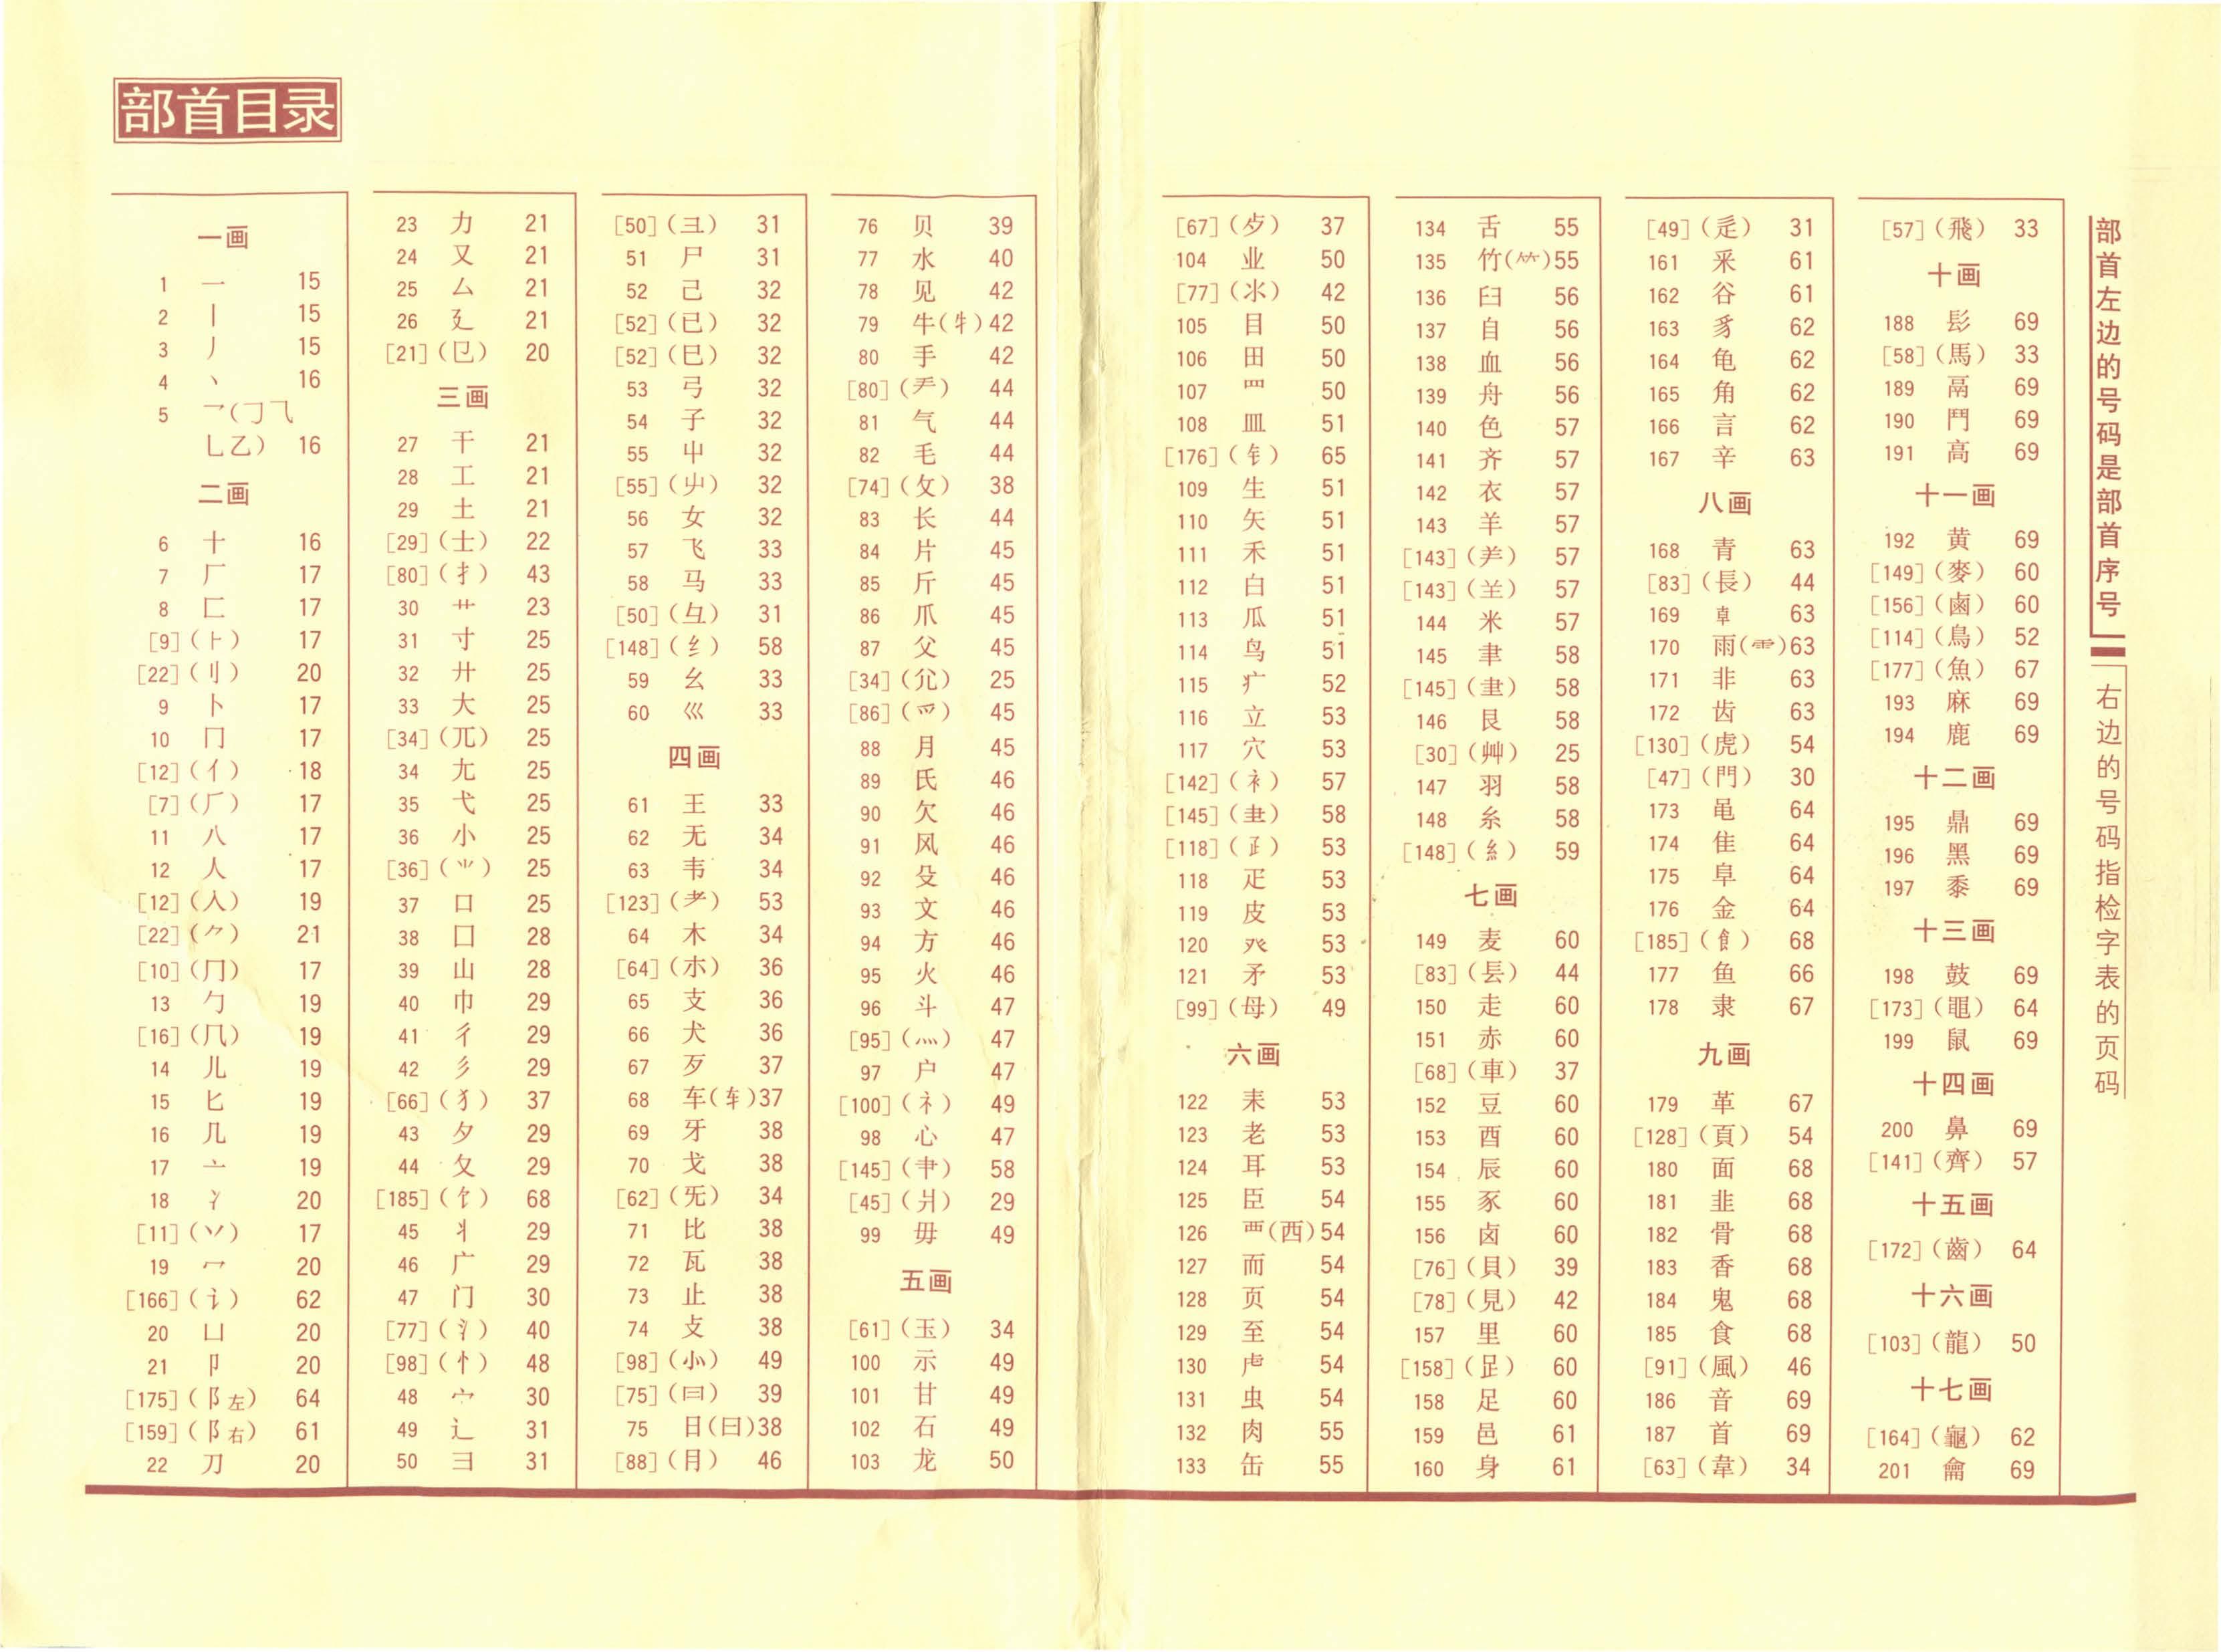 部首目录
一画
1 一 15
2 丨 15
3 丿 15
4 丶 16
5 乛(㇆⺄
乚乙) 16
二画
6 十 16
7 厂 17
8 匚 17
[9] (⺊) 17
[22] (刂) 20
9 卜 17
10 冂 17
[12] (亻) 18
[7] (𠂆) 17
11 八 17
12 人 17
[12] (入) 19
[22] (⺈) 21
[10] (⺆) 17
13 勹 19
[16] (𠘨) 19
14 儿 19
15 匕 19
16 几 19
17 亠 19
18 冫 20
[11] (丷) 17
19 冖 20
[166] (讠) 62
20 凵 20
21 卩 20
[175] (阝左) 64
[159] (阝右) 61
22 刀 20
23 力 21
24 又 21
25 厶 21
26 廴 21
[21] (㔾) 20
三画
27 干 21
28 工 21
29 土 21
[29] (士) 22
[80] (扌) 43
30 艹 23
31 寸 25
32 廾 25
33 大 25
[34] (兀) 25
34 尢 25
35 弋 25
36 小 25
[36] (⺌) 25
37 口 25
38 囗 28
39 山 28
40 巾 29
41 彳 29
42 彡 29
[66] (犭) 37
43 夕 29
44 夂 29
[185] (饣) 68
45 丬 29
46 广 29
47 门 30
[77] (氵) 40
[98] (忄) 48
48 宀 30
49 辶 31
50 彐 31
[50] (彑) 31
51 尸 31
52 己 32
[52] (已) 32
[52] (巳) 32
53 弓 32
54 子 32
55 屮 32
[55] (屮) 32
56 女 32
57 飞 33
58 马 33
[50] (彑) 31
[148] (纟) 58
59 幺 33
60 巛 33
四画
61 王 33
62 无 34
63 韦 34
[123] (耂) 53
64 木 34
[64] (朩) 36
65 支 36
66 犬 36
67 歹 37
68 车(车) 37
69 牙 38
70 戈 38
[62] (旡) 34
71 比 38
72 瓦 38
73 止 38
74 攴 38
[98] (⺗) 49
[75] (冃) 39
75 日(曰) 38
[88] (⺝) 46
76 贝 39
77 水 40
78 见 42
79 牛(牜) 42
80 手 42
[80] (龵) 44
81 气 44
82 毛 44
[74] (攵) 38
83 长 44
84 片 45
85 斤 45
86 爪 45
87 父 45
[34] (尣) 25
[86] (爫) 45
88 月 45
89 氏 46
90 欠 46
91 风 46
92 殳 46
93 文 46
94 方 46
95 火 46
96 斗 47
[95] (灬) 47
97 户 47
[100] (礻) 49
98 心 47
[145] (肀) 58
[45] (爿) 29
99 毋 49
五画
[61] (玉) 34
100 示 49
101 甘 49
102 石 49
103 龙 50
[67] (歺) 37
104 业 50
[77] (氺) 42
105 目 50
106 田 50
107 罒 50
108 皿 51
[176] (钅) 65
109 生 51
110 矢 51
111 禾 51
112 白 51
113 瓜 51
114 鸟 51
115 疒 52
116 立 53
117 穴 53
[142] (衤) 57
[145] (⺻) 58
[118] (𤴔) 53
118 疋 53
119 皮 53
120 癶 53
121 矛 53
[99] (母) 49
六画
122 耒 53
123 老 53
124 耳 53
125 臣 54
126 覀(西) 54
127 而 54
128 页 54
129 至 54
130 虍 54
131 虫 54
132 肉 55
133 缶 55
134 舌 55
135 竹(⺮) 55
136 臼 56
137 自 56
138 血 56
139 舟 56
140 色 57
141 齐 57
142 衣 57
143 羊 57
[143] (⺶) 57
[143] (⺷) 57
144 米 57
145 聿 58
[145] (⺻) 58
146 艮 58
[30] (艸) 25
147 羽 58
148 糸 58
[148] (糹) 59
七画
149 麦 60
[83] (镸) 44
150 走 60
151 赤 60
[68] (車) 37
152 豆 60
153 酉 60
154 辰 60
155 豕 60
156 卤 60
[76] (貝) 39
[78] (見) 42
157 里 60
[158] (⻊) 60
158 足 60
159 邑 61
160 身 61
[49] (辵) 31
161 釆 61
162 谷 61
163 豸 62
164 龟 62
165 角 62
166 言 62
167 辛 63
八画
168 青 63
[83] (長) 44
169 龺 63
170 雨(⻗) 63
171 非 63
172 齿 63
[130] (虎) 54
[47] (門) 30
173 黾 64
174 隹 64
175 阜 64
176 金 64
[185] (飠) 68
177 鱼 66
178 隶 67
九画
179 革 67
[128] (頁) 54
180 面 68
181 韭 68
182 骨 68
183 香 68
184 鬼 68
185 食 68
[91] (風) 46
186 音 69
187 首 69
[63] (韋) 34
[57] (飛) 33
十画
188 髟 69
[58] (馬) 33
189 鬲 69
190 鬥 69
191 高 69
十一画
192 黄 69
[149] (麥) 60
[156] (鹵) 60
[114] (鳥) 52
[177] (魚) 67
193 麻 69
194 鹿 69
十二画
195 鼎 69
196 黑 69
197 黍 69
十三画
198 鼓 69
[173] (黽) 64
199 鼠 69
十四画
200 鼻 69
[141] (齊) 57
十五画
[172] (齒) 64
十六画
[103] (龍) 50
十七画
[164] (龜) 62
201 龠 69
部首左边的号码是部首序号
右边的号码指检字表的页码